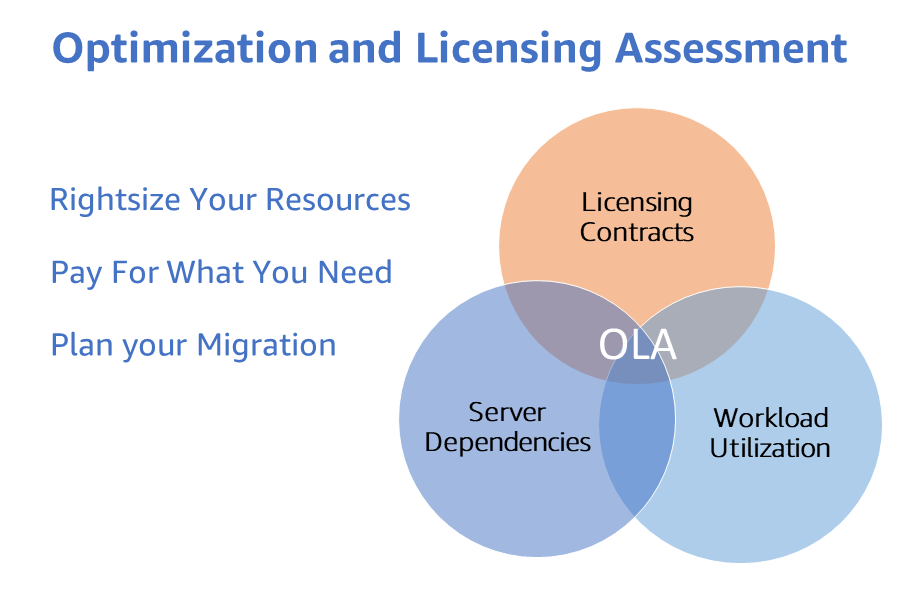 Optimization and Licensing Assessment
Rightsize Your Resources
Pay For What You Need
Plan your Migration
Licensing
Contracts
OLA
Server
Dependencies
Workload
Utilization